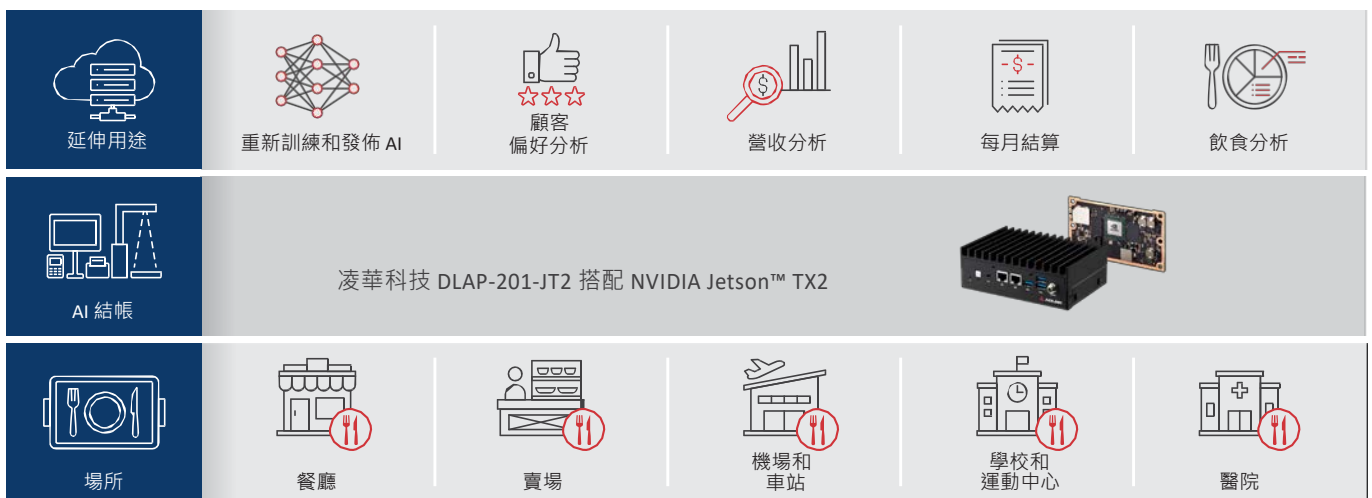 延伸用途
重新訓練和發佈 AI
顧客
偏好分析
營收分析
每月結算
飲食分析
AI 結帳
凌華科技 DLAP-201-JT2 搭配 NVIDIA Jetson™ TX2
ADLINK
場所
餐廳
賣場
機場和
車站
學校和
運動中心
醫院